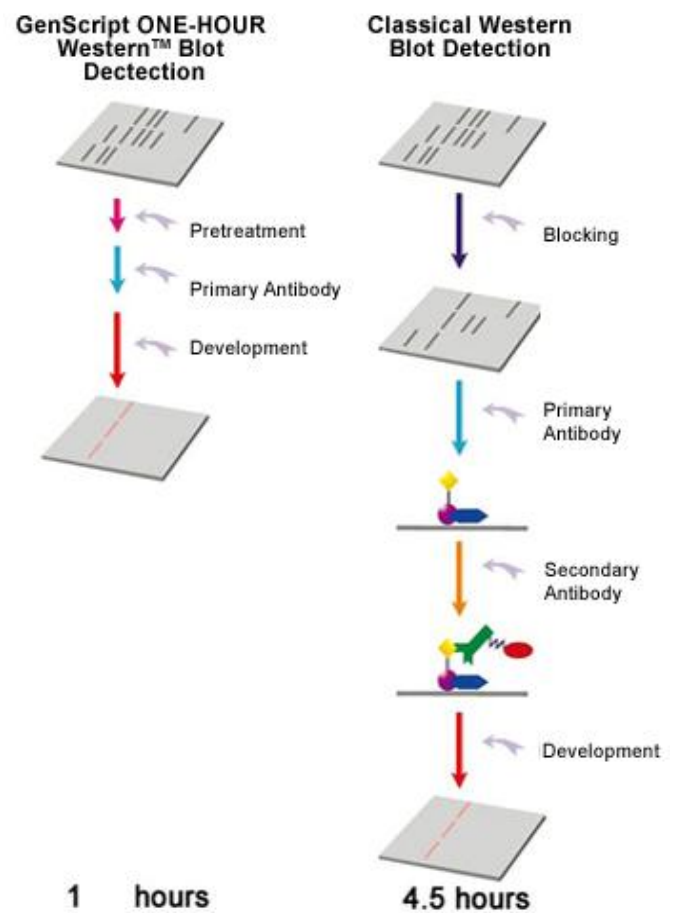 GenScript ONE-HOUR
Western™ Blot
Dectection
Pretreatment
Primary Antibody
Development
1 hours
Classical Western
Blot Detection
Blocking
Primary
Antibody
Secondary
Antibody
Development
4.5 hours